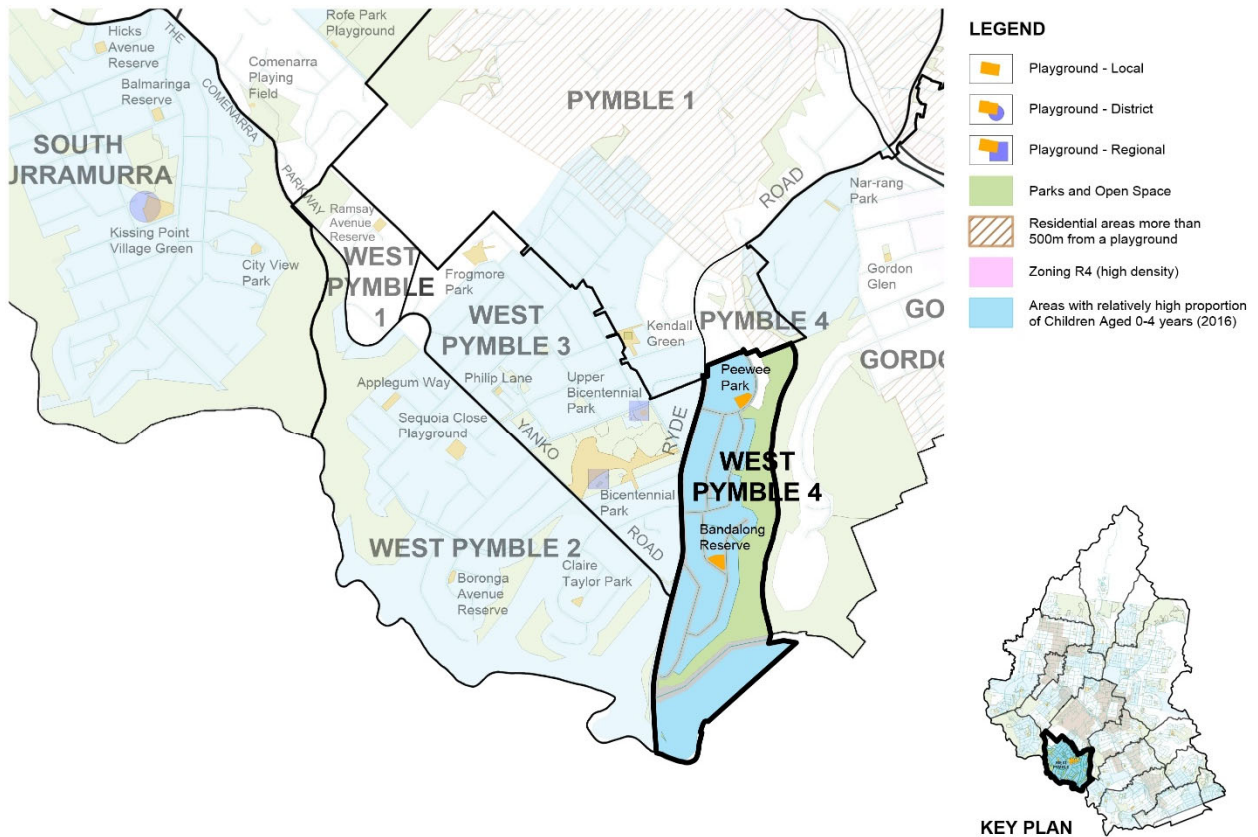 Hicks
Avenue
Reserve
THE
Rofe Park
Playground
Comenarra
Playing
Field
Balmaringa
Reserve
COMENARRA
PYMBLE 1
SOUTH
URRAMURRA
PARKWAY
ROAD
Nar-rang
Park
Ramsay
Avenue
Reserve
Kissing Point
Village Green
City View
Park
WEST
PYMBLE
1
Frogmore
Park
Gordon
Glen
WEST
PYMBLE 3
Kendall
Green
PYMBLE 4
GO
GORDO
Applegum Way
Philip Lane
Upper
Bicentennial
Park
Peewee
Park
Sequoia Close
Playground
YANKO
RYDE
WEST
PYMBLE 4
Bicentennial
Park
ROAD
Bandalong
Reserve
WEST PYMBLE 2
Boronga
Avenue
Reserve
Claire
Taylor Park
LEGEND
Playground - Local
Playground - District
Playground - Regional
Parks and Open Space
Residential areas more than
500m from a playground
Zoning R4 (high density)
Areas with relatively high proportion
of Children Aged 0-4 years (2016)
WEST
PYMBLE
KEY PLAN